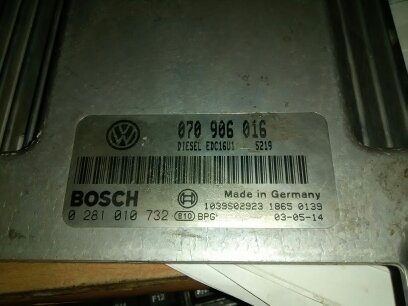 070 906 016
DIESEL EDC16U1 5219
BOSCH
Made in Germany
1039S02923 1865 0139
0 281 010 732 e10 BPG
03-05-14